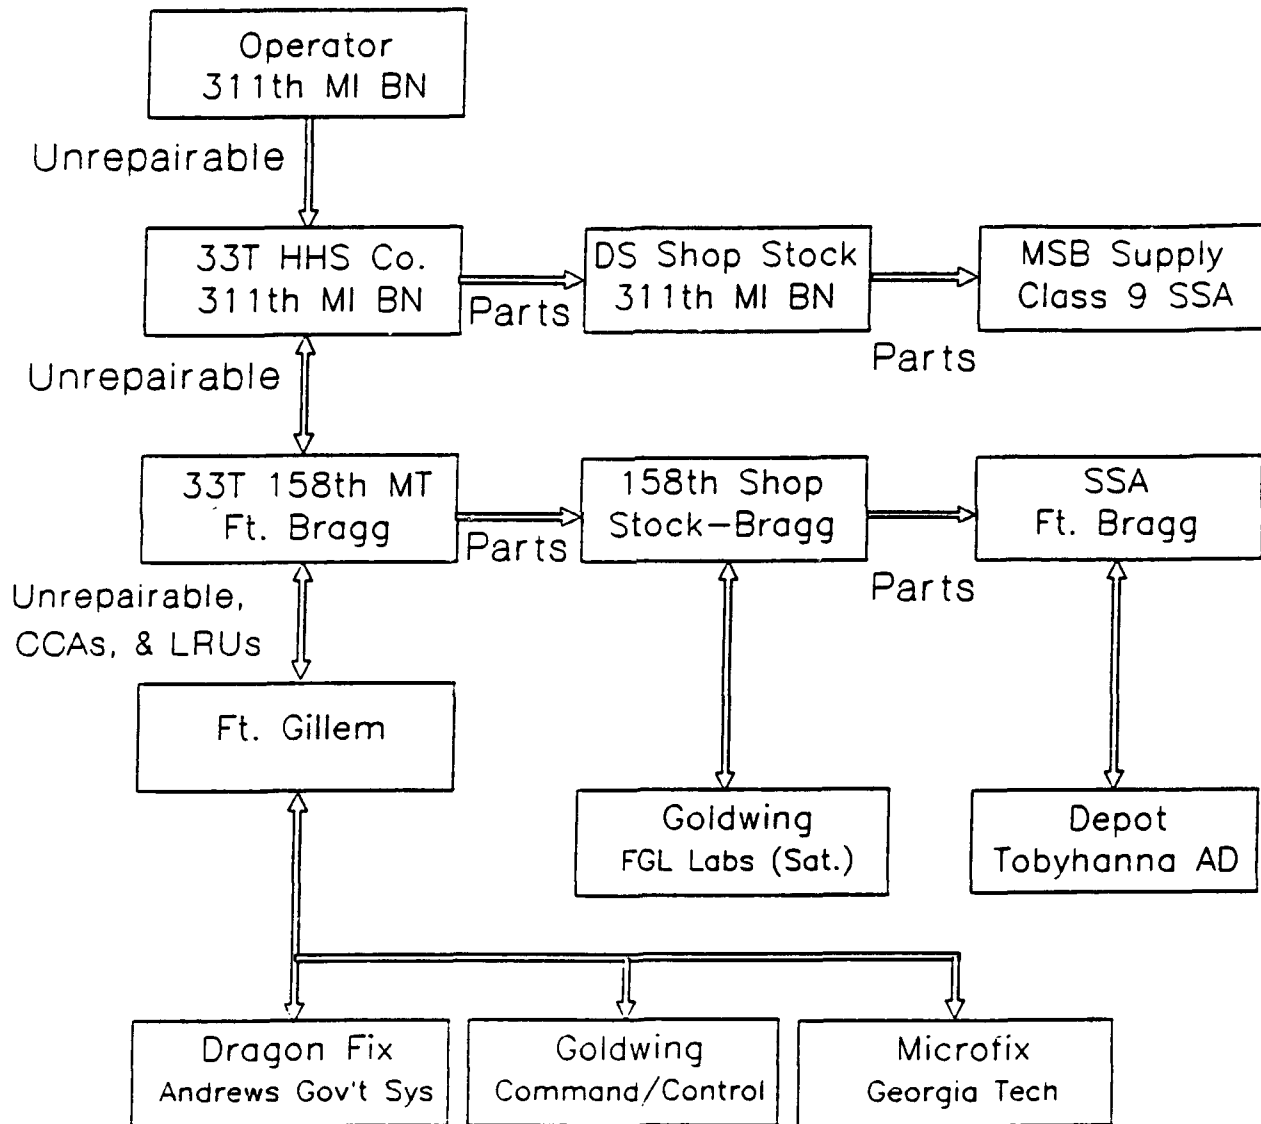 Operator
311th MI BN
Unrepairable
33T HHS Co.
311th MI BN
Parts
DS Shop Stock
311th MI BN
Parts
MSB Supply
Class 9 SSA
Unrepairable
33T 158th MT
Ft. Bragg
Parts
158th Shop
Stock-Bragg
Parts
SSA
Ft. Bragg
Unrepairable,
CCAs, & LRUs
Ft. Gillem
Goldwing
FGL Labs (Sat.)
Depot
Tobyhanna AD
Dragon Fix
Andrews Gov't Sys
Goldwing
Command/Control
Microfix
Georgia Tech